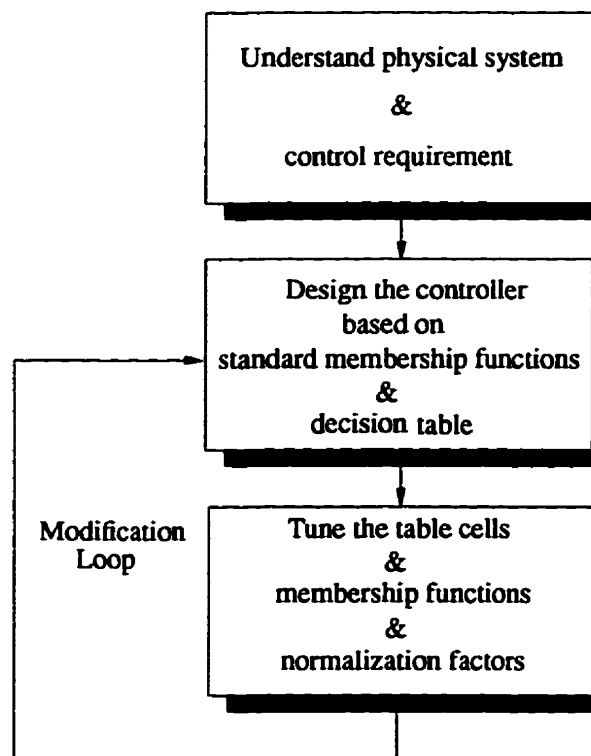 Understand physical system
&
control requirement
Design the controller
based on
standard membership functions
&
decision table
Modification
Loop
Tune the table cells
&
membership functions
&
normalization factors